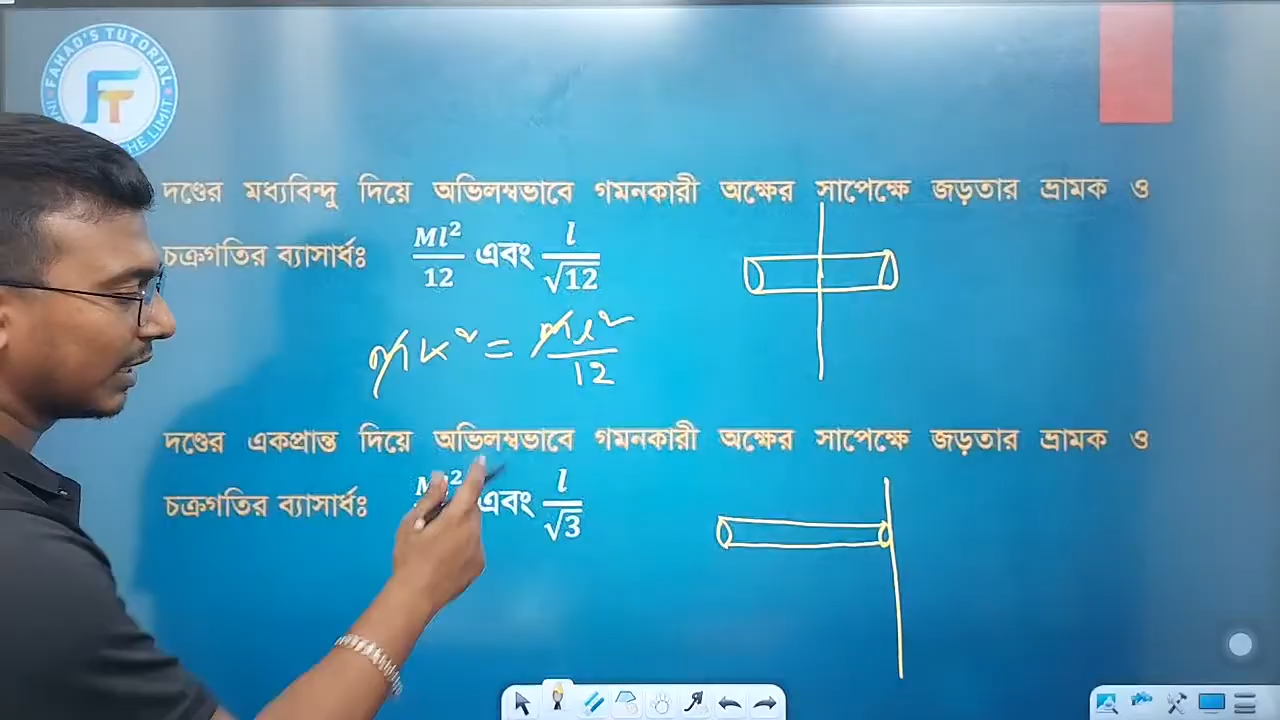 FAHAD'S TUTORIAL
THE LIMIT
FT
দণ্ডের মধ্যবিন্দু দিয়ে অভিলম্বভাবে গমনকারী অক্ষের সাপেক্ষে জড়তার ভ্রামক ও
চক্রগতির ব্যাসার্ধঃ Ml²/12 এবং l/√12
mk² = ml²/12
দণ্ডের একপ্রান্ত দিয়ে অভিলম্বভাবে গমনকারী অক্ষের সাপেক্ষে জড়তার ভ্রামক ও
চক্রগতির ব্যাসার্ধঃ এবং l/√3